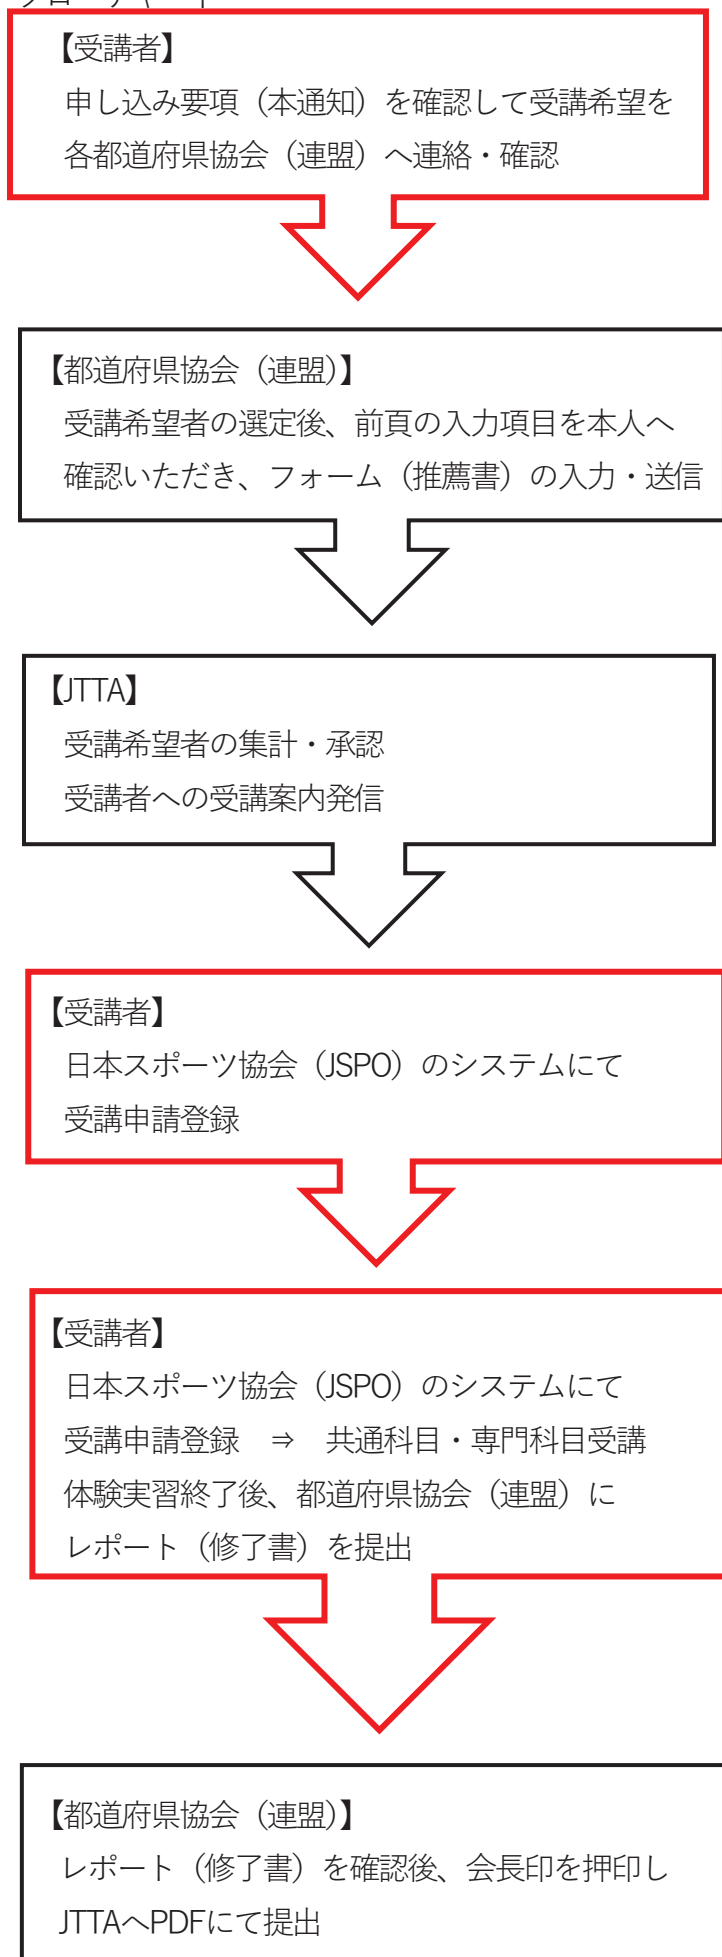 【受講者】
申し込み要項（本通知）を確認して受講希望を
各都道府県協会（連盟）へ連絡・確認
【都道府県協会（連盟）】
受講希望者の選定後、前頁の入力項目を本人へ
確認いただき、フォーム（推薦書）の入力・送信
【JTTA】
受講希望者の集計・承認
受講者への受講案内発信
【受講者】
日本スポーツ協会（JSPO）のシステムにて
受講申請登録
【受講者】
日本スポーツ協会（JSPO）のシステムにて
受講申請登録　⇒　共通科目・専門科目受講
体験実習終了後、都道府県協会（連盟）に
レポート（修了書）を提出
【都道府県協会（連盟）】
レポート（修了書）を確認後、会長印を押印し
JTTAへPDFにて提出